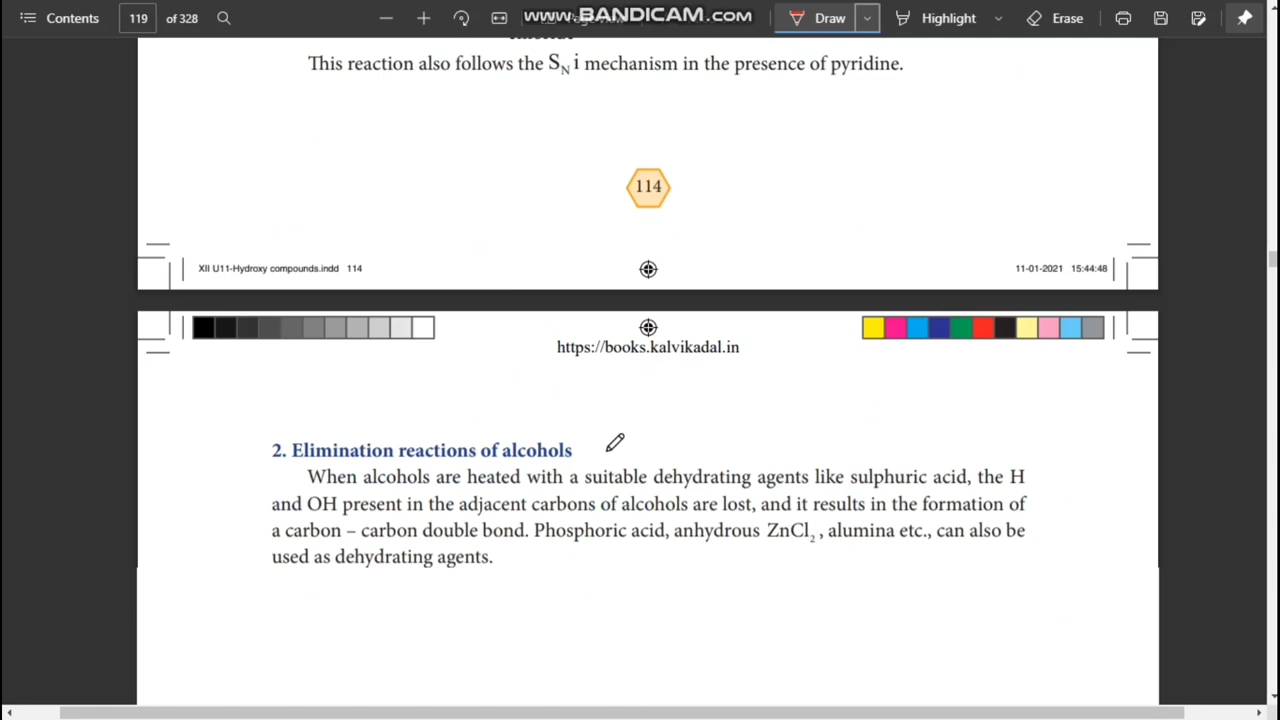 Contents
119 of 328
www.BANDICAM.com
Draw
Highlight
Erase
This reaction also follows the SN i mechanism in the presence of pyridine.
114
XII U11-Hydroxy compounds.indd 114
11-01-2021 15:44:48
https://books.kalvikadal.in
2. Elimination reactions of alcohols
When alcohols are heated with a suitable dehydrating agents like sulphuric acid, the H
and OH present in the adjacent carbons of alcohols are lost, and it results in the formation of
a carbon – carbon double bond. Phosphoric acid, anhydrous ZnCl2 , alumina etc., can also be
used as dehydrating agents.